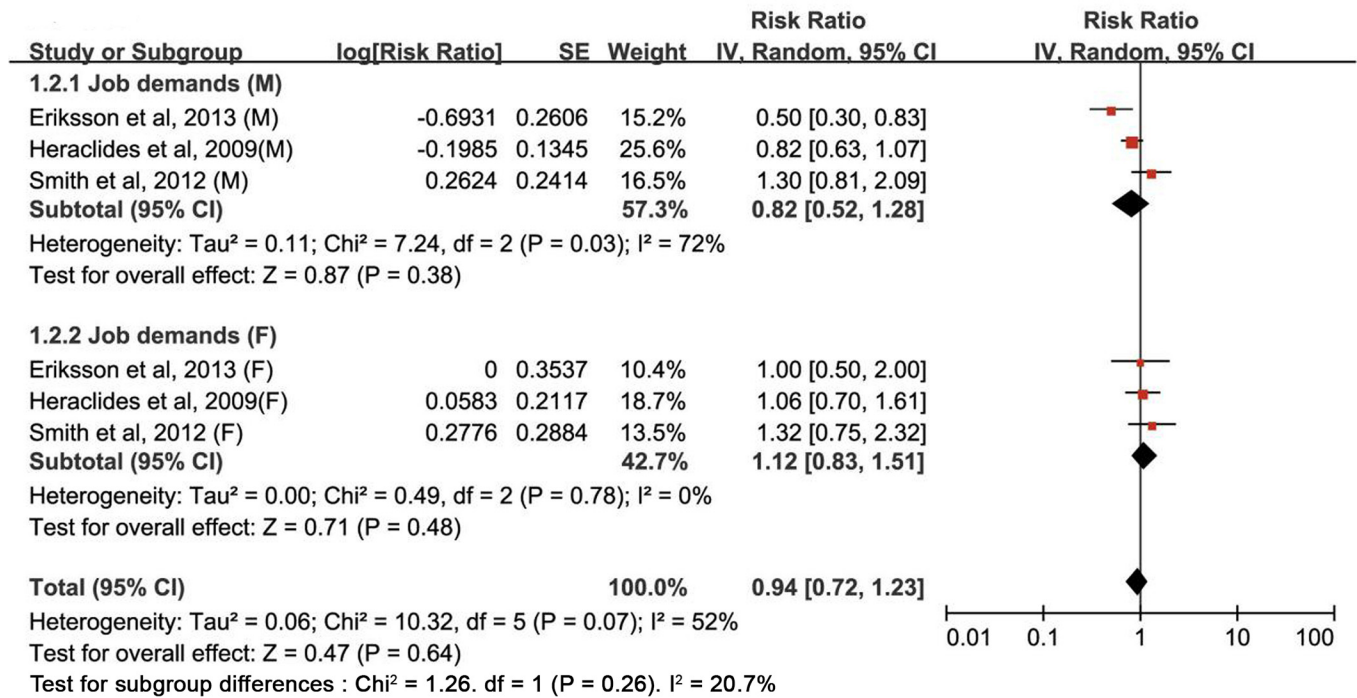 Risk Ratio Risk Ratio
Study or Subgroup log[Risk Ratio] SE Weight IV, Random, 95% CI IV, Random, 95% CI
1.2.1 Job demands (M)
Eriksson et al, 2013 (M) -0.6931 0.2606 15.2% 0.50 [0.30, 0.83]
Heraclides et al, 2009(M) -0.1985 0.1345 25.6% 0.82 [0.63, 1.07]
Smith et al, 2012 (M) 0.2624 0.2414 16.5% 1.30 [0.81, 2.09]
Subtotal (95% CI) 57.3% 0.82 [0.52, 1.28]
Heterogeneity: Tau² = 0.11; Chi² = 7.24, df = 2 (P = 0.03); I² = 72%
Test for overall effect: Z = 0.87 (P = 0.38)
1.2.2 Job demands (F)
Eriksson et al, 2013 (F) 0 0.3537 10.4% 1.00 [0.50, 2.00]
Heraclides et al, 2009(F) 0.0583 0.2117 18.7% 1.06 [0.70, 1.61]
Smith et al, 2012 (F) 0.2776 0.2884 13.5% 1.32 [0.75, 2.32]
Subtotal (95% CI) 42.7% 1.12 [0.83, 1.51]
Heterogeneity: Tau² = 0.00; Chi² = 0.49, df = 2 (P = 0.78); I² = 0%
Test for overall effect: Z = 0.71 (P = 0.48)
Total (95% CI) 100.0% 0.94 [0.72, 1.23]
Heterogeneity: Tau² = 0.06; Chi² = 10.32, df = 5 (P = 0.07); I² = 52%
Test for overall effect: Z = 0.47 (P = 0.64)
Test for subgroup differences : Chi² = 1.26. df = 1 (P = 0.26). I² = 20.7%
0.01 0.1 1 10 100